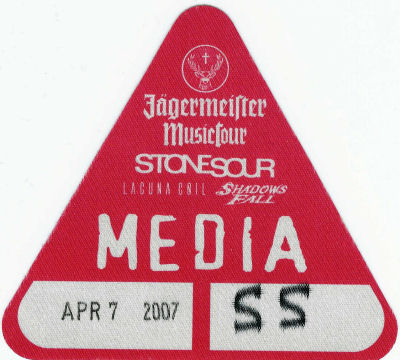 Jägermeister
Musictour
STONESOUR
LACUNA COIL SHADOWS FALL
MEDIA
APR 7 2007 SS